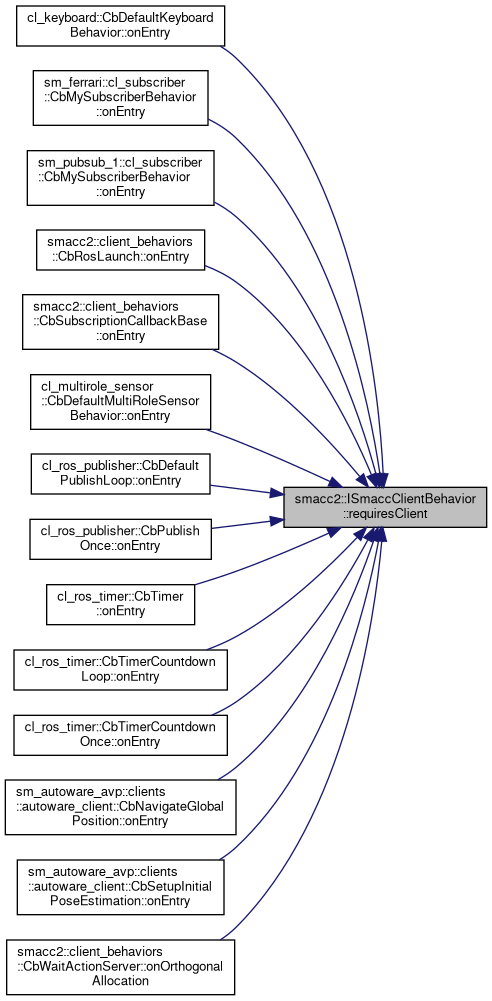 cl_keyboard::CbDefaultKeyboard
Behavior::onEntry
sm_ferrari::cl_subscriber
::CbMySubscriberBehavior
::onEntry
sm_pubsub_1::cl_subscriber
::CbMySubscriberBehavior
::onEntry
smacc2::client_behaviors
::CbRosLaunch::onEntry
smacc2::client_behaviors
::CbSubscriptionCallbackBase
::onEntry
cl_multirole_sensor
::CbDefaultMultiRoleSensor
Behavior::onEntry
cl_ros_publisher::CbDefault
PublishLoop::onEntry
smacc2::ISmaccClientBehavior
::requiresClient
cl_ros_publisher::CbPublish
Once::onEntry
cl_ros_timer::CbTimer
::onEntry
cl_ros_timer::CbTimerCountdown
Loop::onEntry
cl_ros_timer::CbTimerCountdown
Once::onEntry
sm_autoware_avp::clients
::autoware_client::CbNavigateGlobal
Position::onEntry
sm_autoware_avp::clients
::autoware_client::CbSetupInitial
PoseEstimation::onEntry
smacc2::client_behaviors
::CbWaitActionServer::onOrthogonal
Allocation